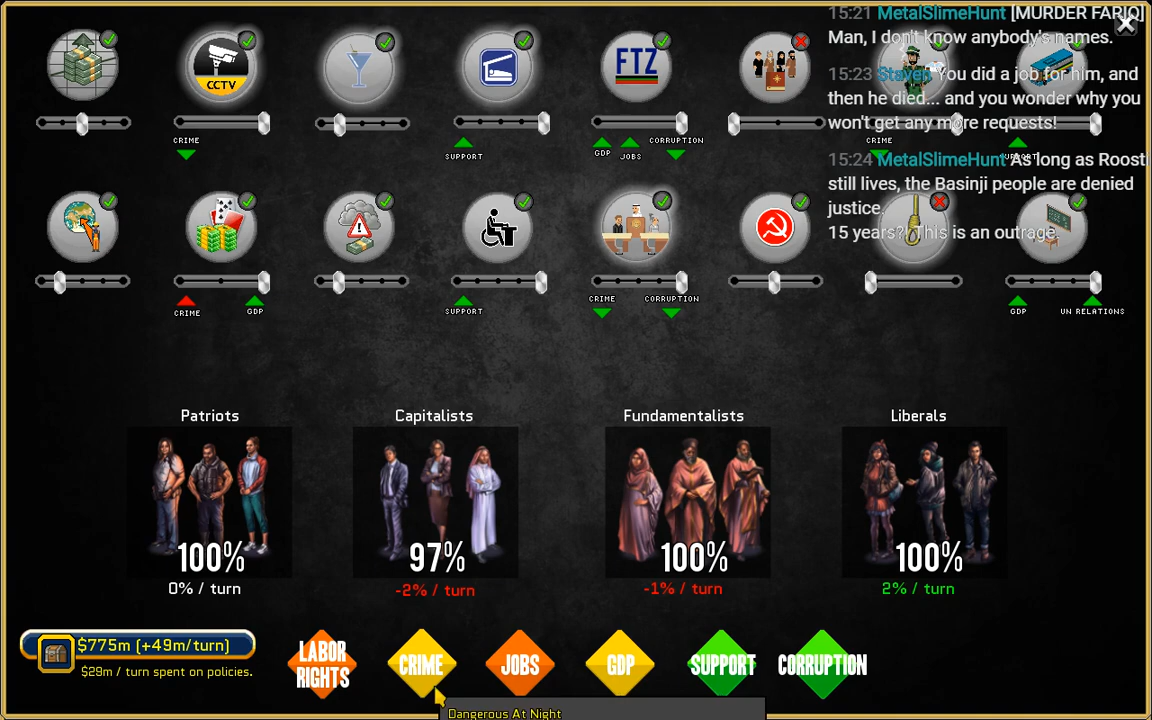 15:21 MetalSlimeHunt [MURDER FARIQ]
Man, I don't know anybody's names.
15:23 Staven You did a job for him, and
then he died... and you wonder why you
won't get any more requests!
15:24 MetalSlimeHunt As long as Roosti
still lives, the Basinji people are denied
justice.
15 years?! This is an outrage.
CCTV
FTZ
CRIME
SUPPORT
GDP
JOBS
CORRUPTION
CRIME
SUPPORT
CRIME
GDP
SUPPORT
CRIME
CORRUPTION
GDP
UN RELATIONS
Patriots
Capitalists
Fundamentalists
Liberals
100%
97%
100%
100%
0% / turn
-2% / turn
-1% / turn
2% / turn
$775m (+49m/turn)
$29m / turn spent on policies.
LABOR
RIGHTS
CRIME
JOBS
GDP
SUPPORT
CORRUPTION
Dangerous At Night